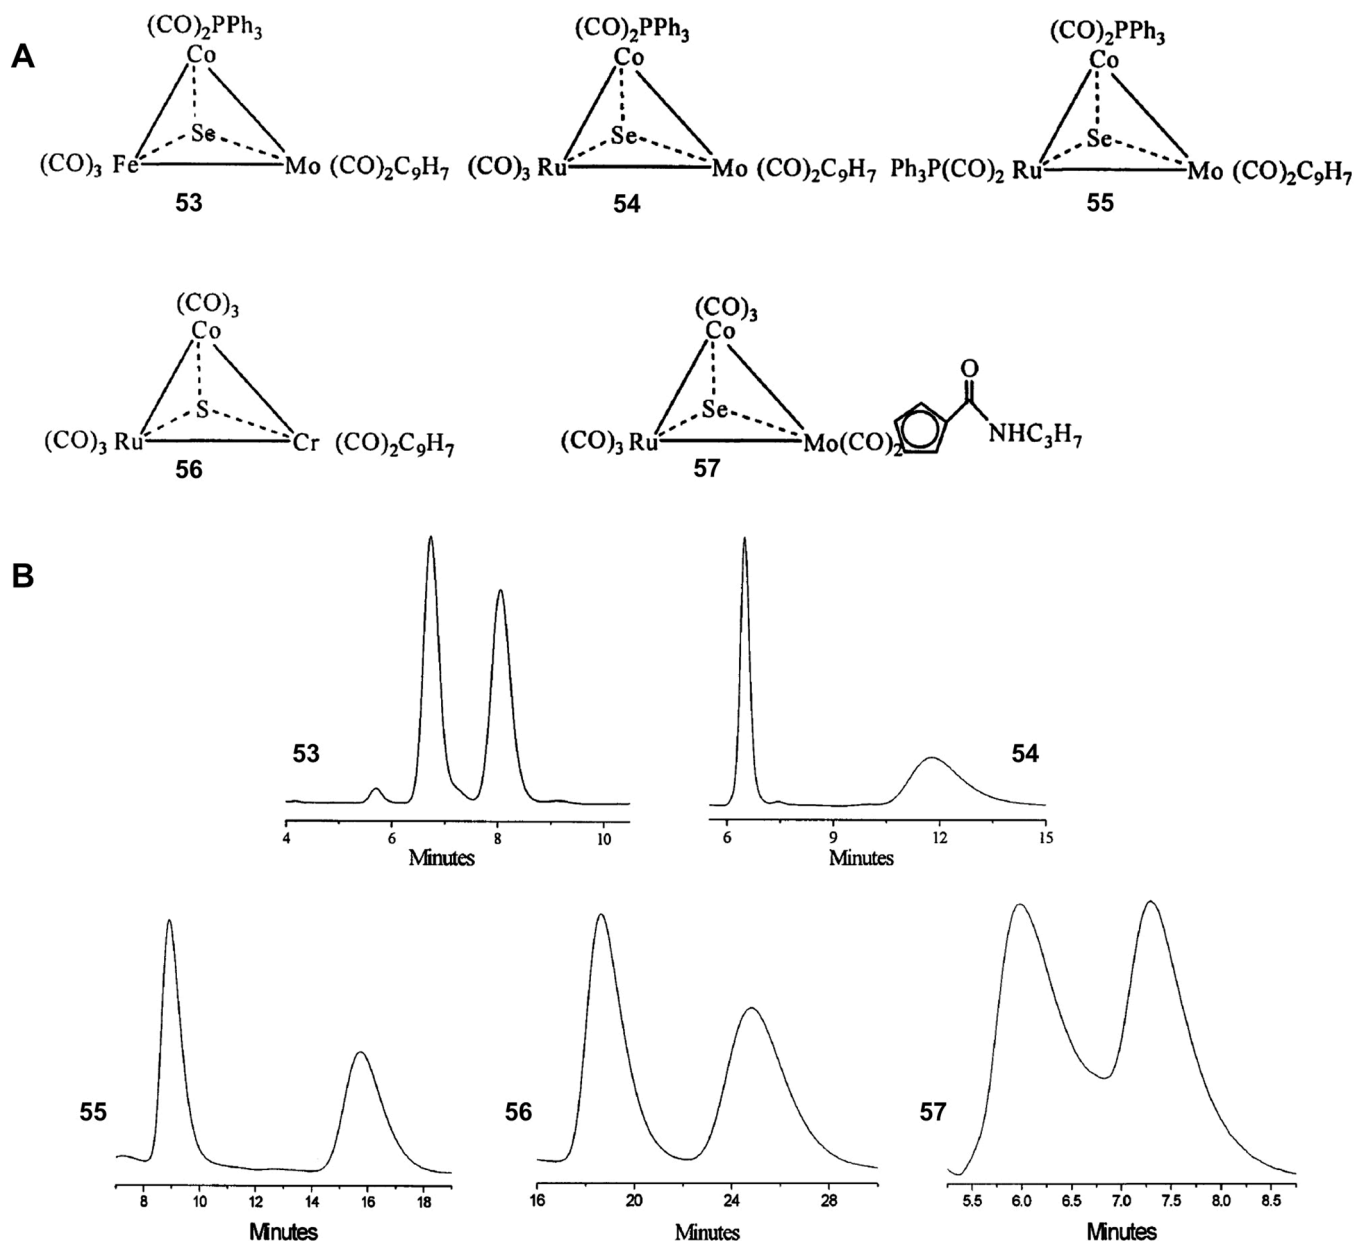 A
(CO)₂PPh₃
Co
Se
(CO)₃ Fe
Mo (CO)₂C₉H₇
53
(CO)₂PPh₃
Co
Se
(CO)₃ Ru
Mo (CO)₂C₉H₇
54
(CO)₂PPh₃
Co
Se
Ph₃P(CO)₂ Ru
Mo (CO)₂C₉H₇
55
(CO)₃
Co
S
(CO)₃ Ru
Cr (CO)₂C₉H₇
56
(CO)₃
Co
Se
(CO)₃ Ru
Mo(CO)₂
O
NHC₃H₇
57
B
53
4 6 8 10
Minutes
54
6 9 12 15
Minutes
55
8 10 12 14 16 18
Minutes
56
16 20 24 28
Minutes
57
5.5 6.0 6.5 7.0 7.5 8.0 8.5
Minutes